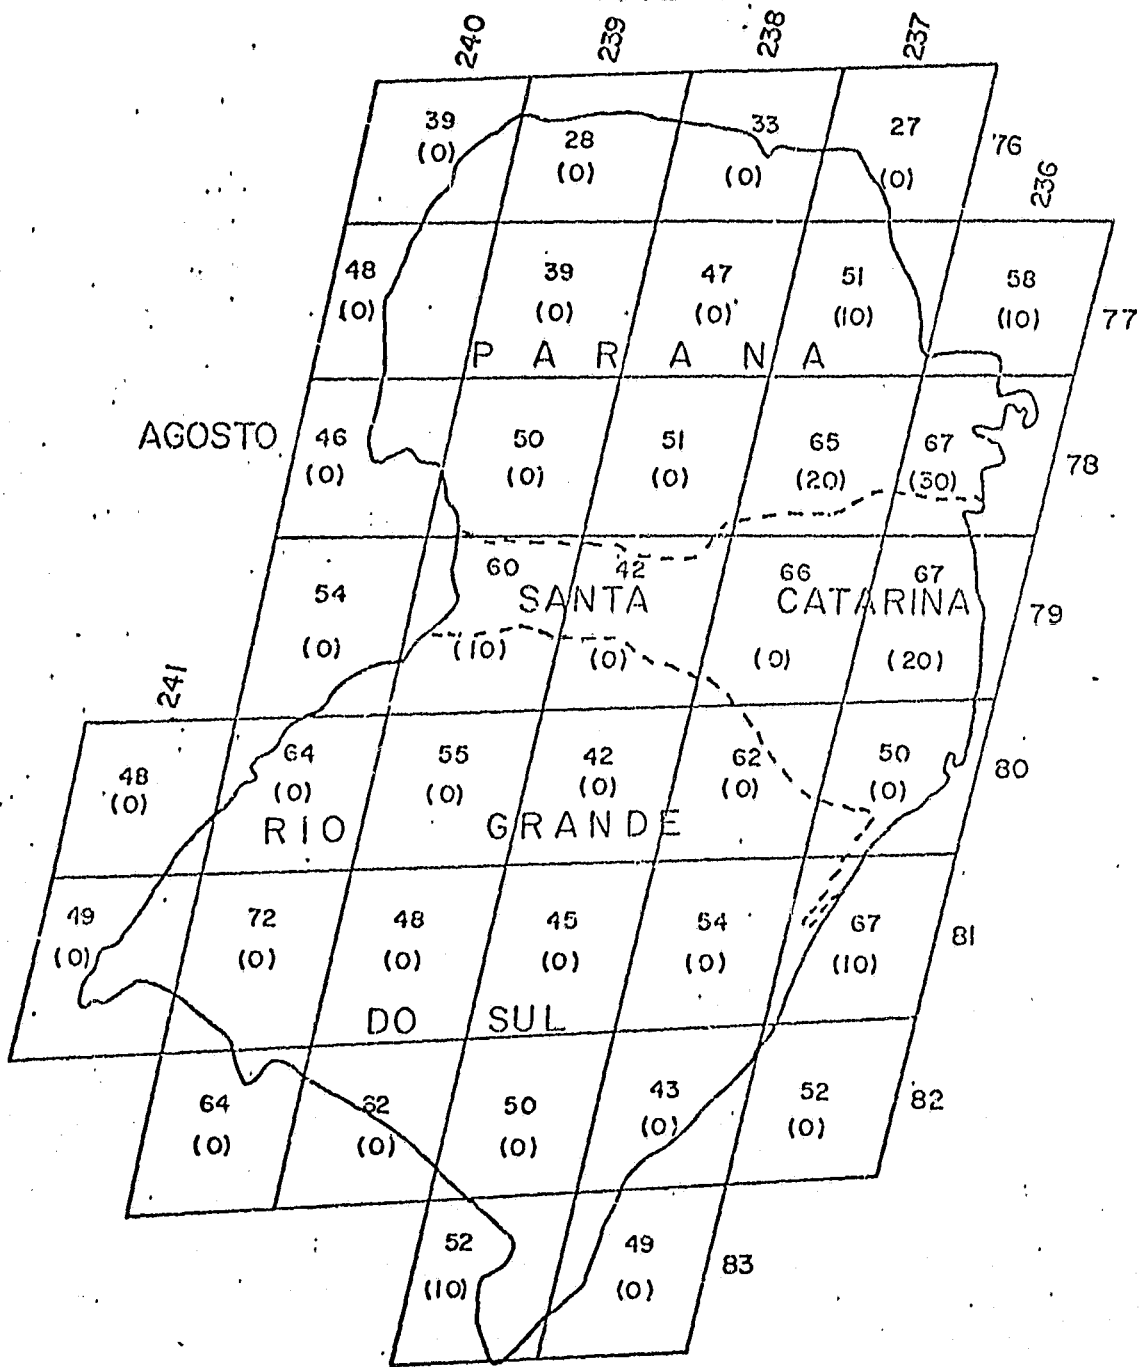 240 239 238 237
39 28 33 27 76
(0) (0) (0) (0)
236
48 39 47 51 58
(0) (0) (0) (10) (10) 77
PARANA
AGOSTO 46 50 51 65 67 78
(0) (0) (0) (20) (30)
54 60 42 66 67
SANTA CATARINA 79
(0) (10) (0) (0) (20)
241
48 64 55 42 62 50 80
(0) (0) (0) (0) (0) (0)
RIO GRANDE
49 72 48 45 54 67 81
(0) (0) (0) (0) (0) (10)
DO SUL
64 62 50 43 52 82
(0) (0) (0) (0) (0)
52 49 83
(10) (0)